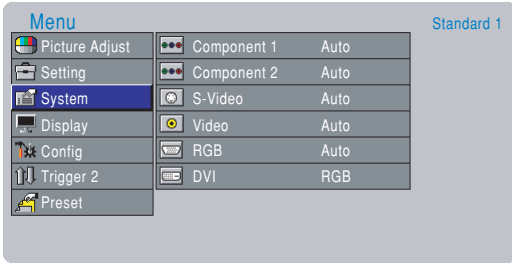 Menu
Standard 1
Picture Adjust
Setting
System
Display
Config
Trigger 2
Preset
Component 1 Auto
Component 2 Auto
S-Video Auto
Video Auto
RGB Auto
DVI RGB